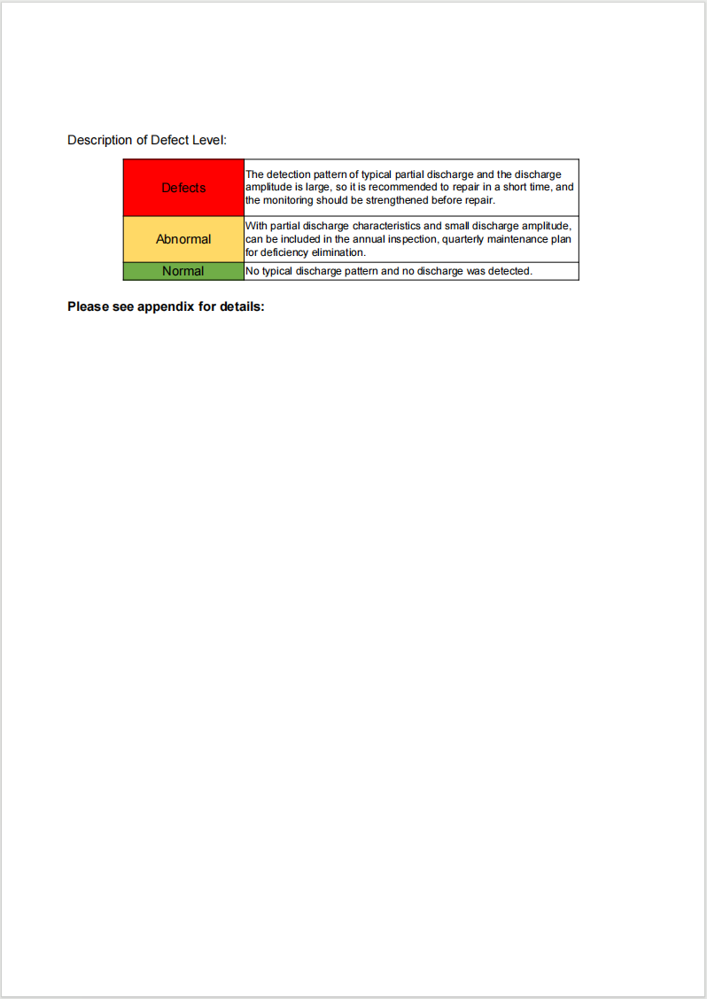 Description of Defect Level:
Defects
The detection pattern of typical partial discharge and the discharge
amplitude is large, so it is recommended to repair in a short time, and
the monitoring should be strengthened before repair.
Abnormal
With partial discharge characteristics and small discharge amplitude,
can be included in the annual inspection, quarterly maintenance plan
for deficiency elimination.
Normal
No typical discharge pattern and no discharge was detected.
Please see appendix for details: